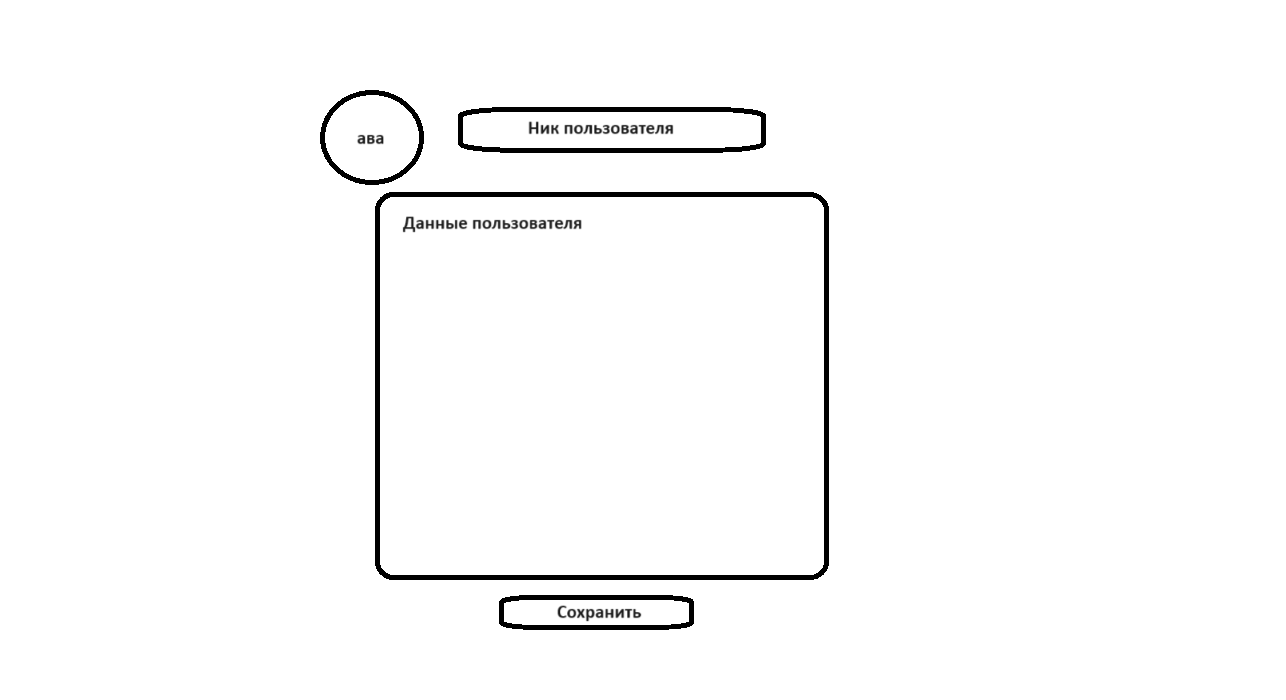 ава
Ник пользователя
Данные пользователя
Сохранить